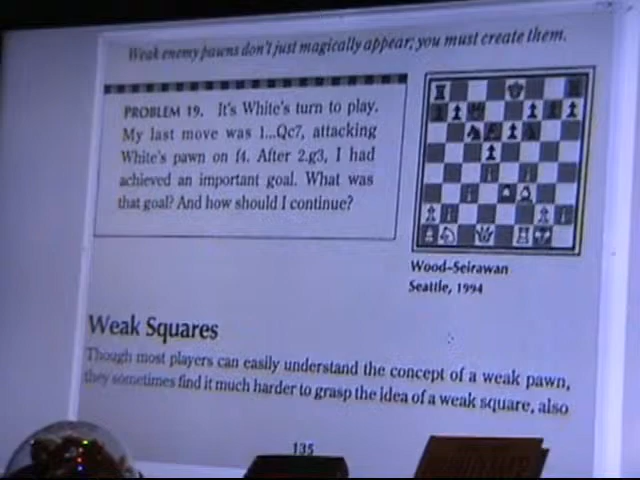 Weak enemy pawns don't just magically appear; you must create them.
PROBLEM 19. It's White's turn to play.
My last move was 1...Qc7, attacking
White's pawn on f4. After 2.g3, I had
achieved an important goal. What was
that goal? And how should I continue?
Wood–Seirawan
Seattle, 1994
Weak Squares
Though most players can easily understand the concept of a weak pawn,
they sometimes find it much harder to grasp the idea of a weak square, also
135